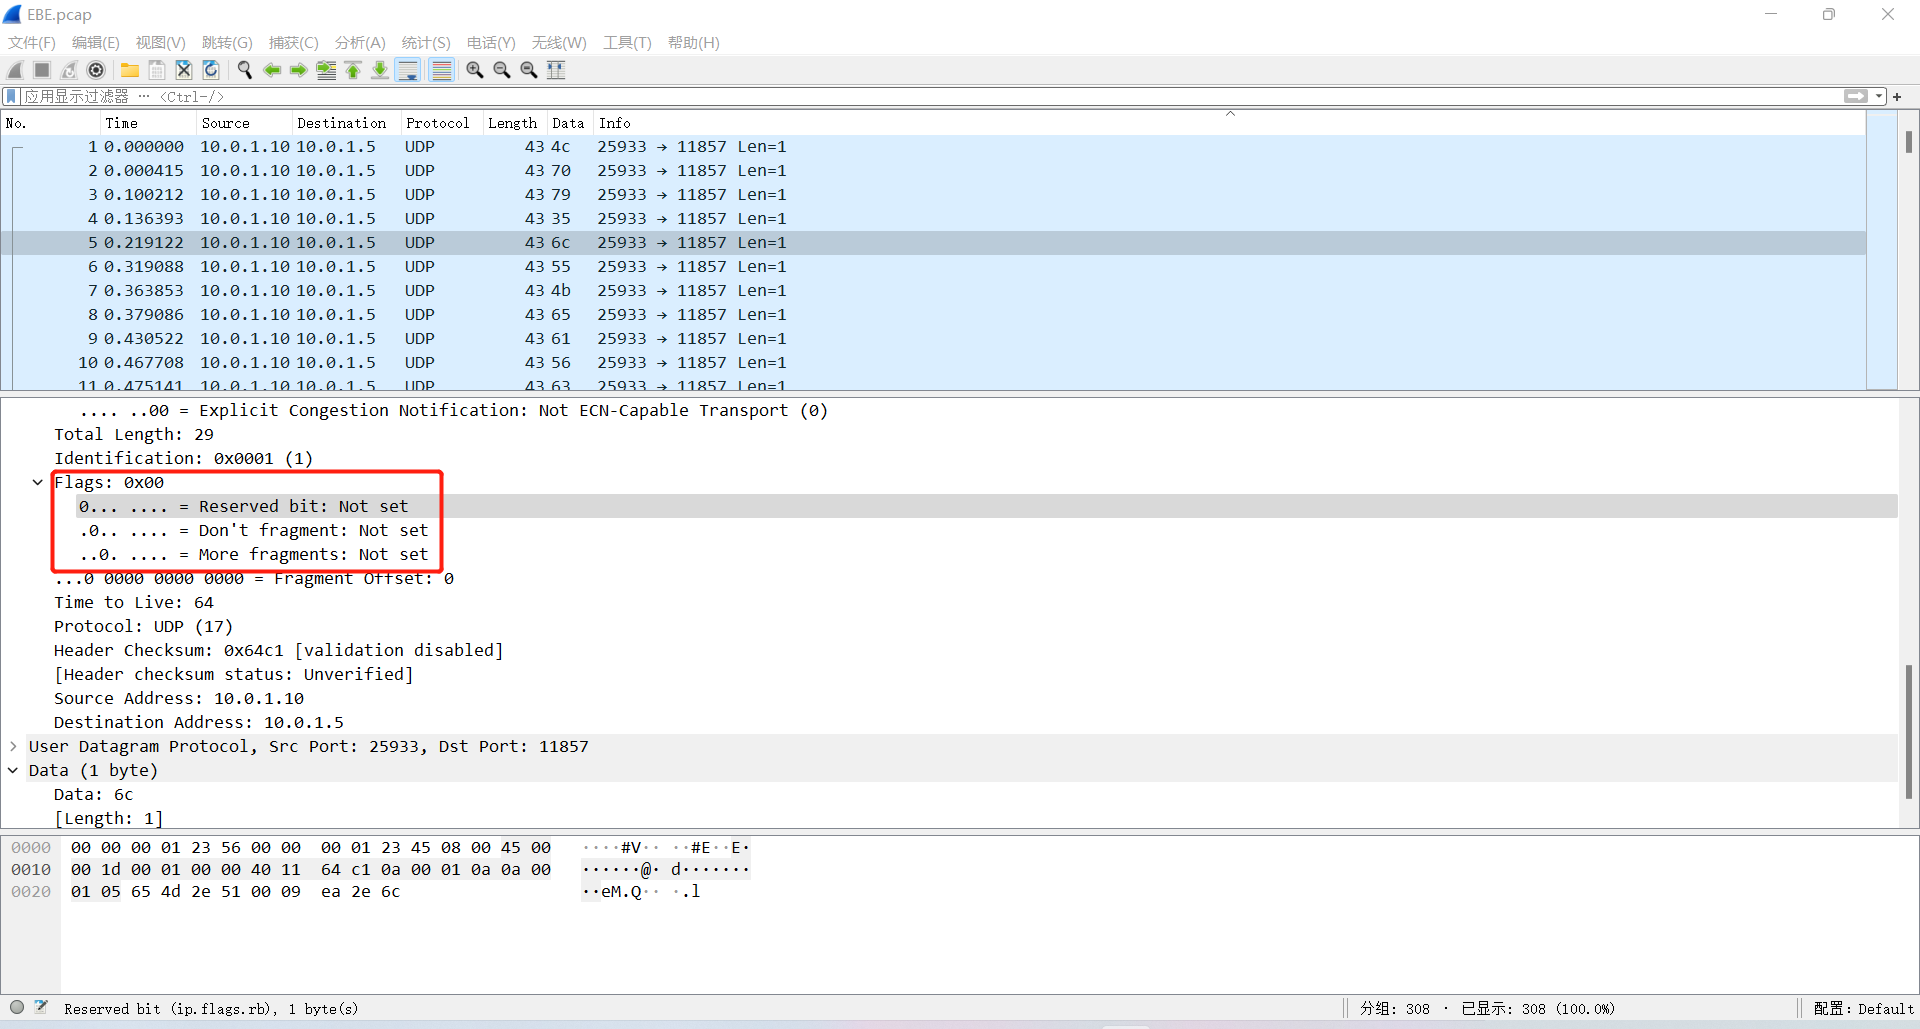 EBE.pcap
文件(F) 编辑(E) 视图(V) 跳转(G) 捕获(C) 分析(A) 统计(S) 电话(Y) 无线(W) 工具(T) 帮助(H)
应用显示过滤器 … <Ctrl-/>
No. Time Source Destination Protocol Length Data Info
1 0.000000 10.0.1.10 10.0.1.5 UDP 43 4c 25933 → 11857 Len=1
2 0.000415 10.0.1.10 10.0.1.5 UDP 43 70 25933 → 11857 Len=1
3 0.100212 10.0.1.10 10.0.1.5 UDP 43 79 25933 → 11857 Len=1
4 0.136393 10.0.1.10 10.0.1.5 UDP 43 35 25933 → 11857 Len=1
5 0.219122 10.0.1.10 10.0.1.5 UDP 43 6c 25933 → 11857 Len=1
6 0.319088 10.0.1.10 10.0.1.5 UDP 43 55 25933 → 11857 Len=1
7 0.363853 10.0.1.10 10.0.1.5 UDP 43 4b 25933 → 11857 Len=1
8 0.379086 10.0.1.10 10.0.1.5 UDP 43 65 25933 → 11857 Len=1
9 0.430522 10.0.1.10 10.0.1.5 UDP 43 61 25933 → 11857 Len=1
10 0.467708 10.0.1.10 10.0.1.5 UDP 43 56 25933 → 11857 Len=1
11 0.475141 10.0.1.10 10.0.1.5 UDP 43 63 25933 → 11857 Len=1
.... ..00 = Explicit Congestion Notification: Not ECN-Capable Transport (0)
Total Length: 29
Identification: 0x0001 (1)
Flags: 0x00
0... .... = Reserved bit: Not set
.0.. .... = Don't fragment: Not set
..0. .... = More fragments: Not set
...0 0000 0000 0000 = Fragment Offset: 0
Time to Live: 64
Protocol: UDP (17)
Header Checksum: 0x64c1 [validation disabled]
[Header checksum status: Unverified]
Source Address: 10.0.1.10
Destination Address: 10.0.1.5
User Datagram Protocol, Src Port: 25933, Dst Port: 11857
Data (1 byte)
Data: 6c
[Length: 1]
0000 00 00 00 01 23 56 00 00 00 01 23 45 08 00 45 00 ····#V·· ··#E··E·
0010 00 1d 00 01 00 00 40 11 64 c1 0a 00 01 0a 0a 00 ······@· d·······
0020 01 05 65 4d 2e 51 00 09 ea 2e 6c ··eM.Q·· ·.l
Reserved bit (ip.flags.rb), 1 byte(s) 分组: 308 · 已显示: 308 (100.0%) 配置: Default